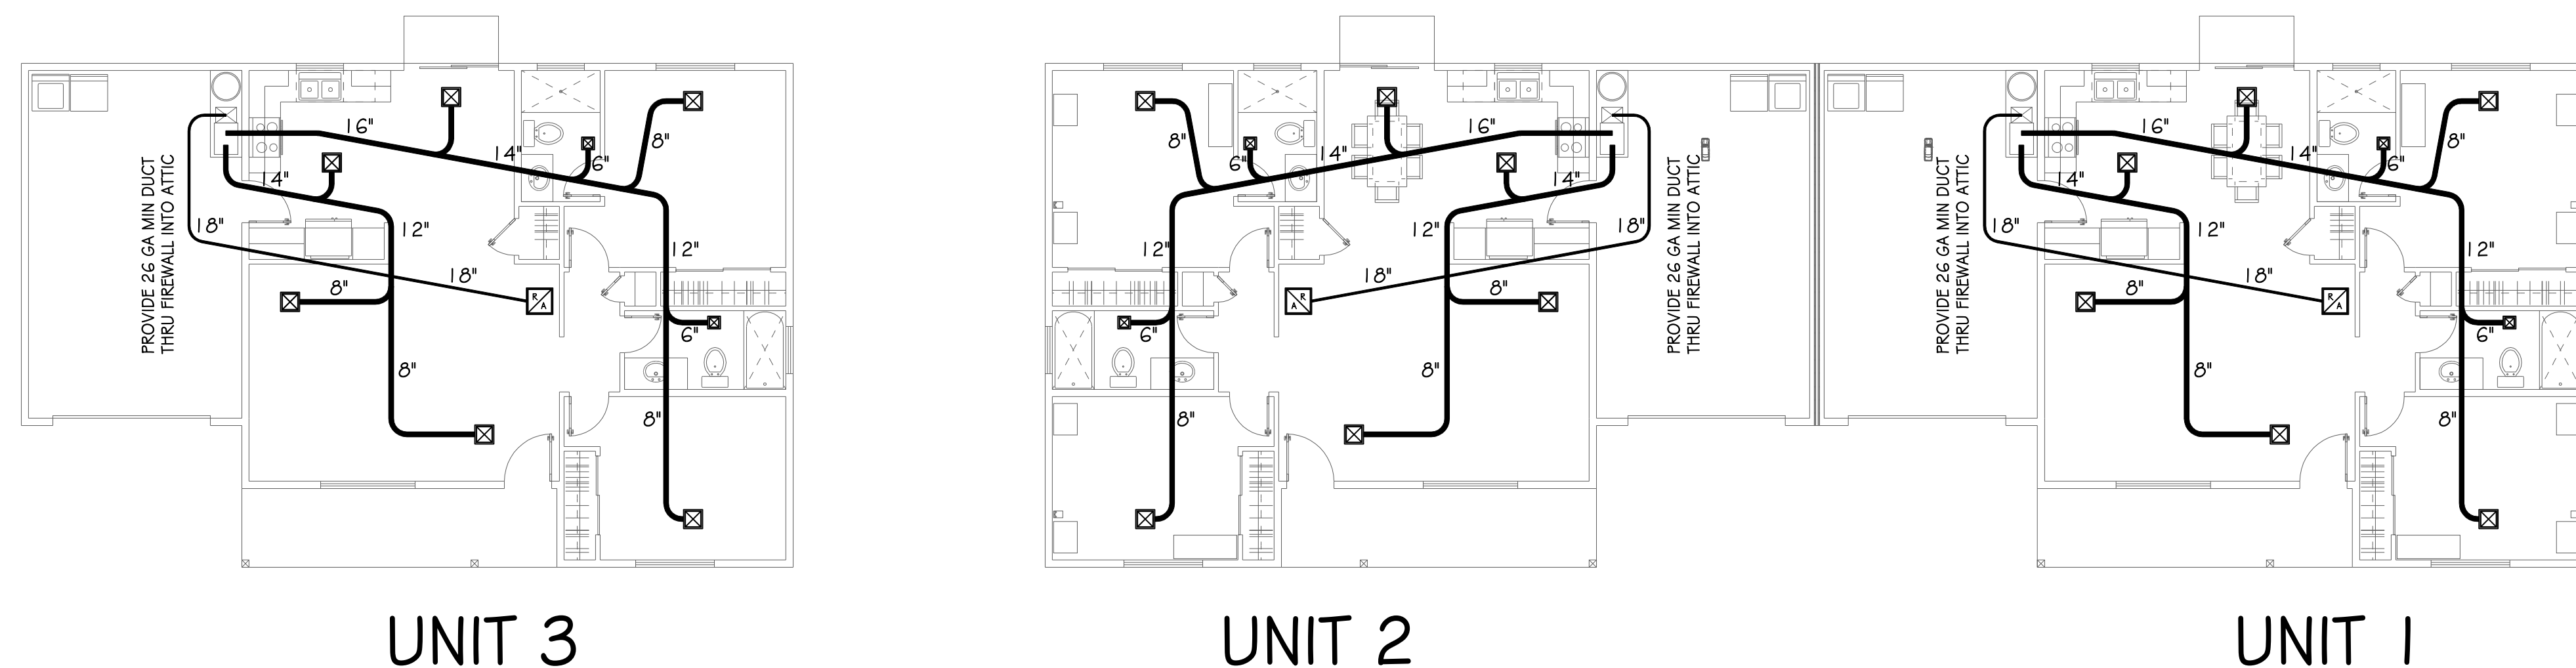 16"
14"
6"
8"
14"
PROVIDE 26 GA MIN DUCT
THRU FIREWALL INTO ATTIC
18"
12"
12"
18"
R
A
8"
6"
8"
8"
UNIT 3
8"
6"
14"
16"
14"
PROVIDE 26 GA MIN DUCT
THRU FIREWALL INTO ATTIC
12"
12"
18"
18"
R
A
8"
6"
8"
8"
UNIT 2
16"
14"
6"
8"
14"
PROVIDE 26 GA MIN DUCT
THRU FIREWALL INTO ATTIC
18"
12"
12"
18"
R
A
8"
6"
8"
8"
UNIT 1